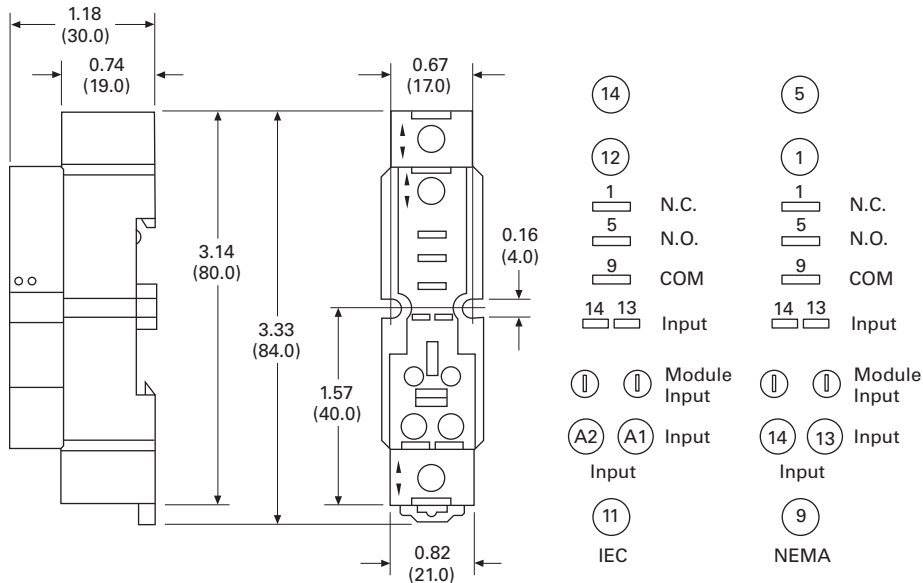 1.18
(30.0)
0.74
(19.0)
0.67
(17.0)
3.14
(80.0)
3.33
(84.0)
1.57
(40.0)
0.16
(4.0)
0.82
(21.0)
14
12
1
N.C.
5
N.O.
9
COM
14 13
Input
Module
Input
A2 A1 Input
Input
11
IEC
5
1
1
N.C.
5
N.O.
9
COM
14 13
Input
Module
Input
14 13 Input
Input
9
NEMA